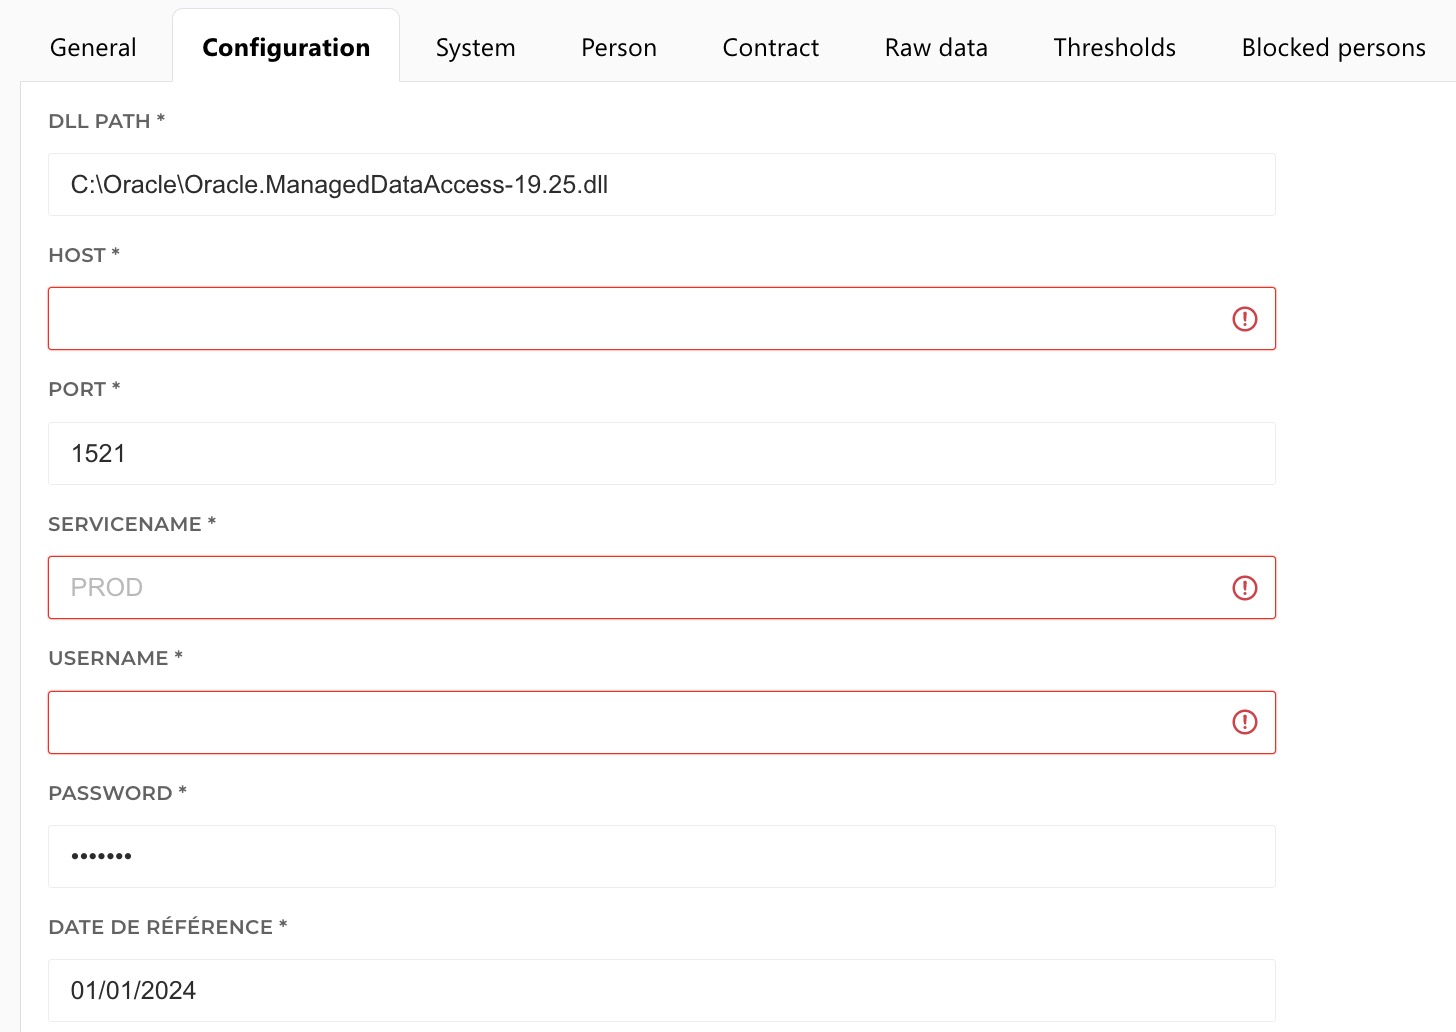 General Configuration System Person Contract Raw data Thresholds Blocked persons
DLL PATH *
C:\Oracle\Oracle.ManagedDataAccess-19.25.dll
HOST *
PORT *
1521
SERVICENAME *
PROD
USERNAME *
PASSWORD *
•••••••
DATE DE RÉFÉRENCE *
01/01/2024